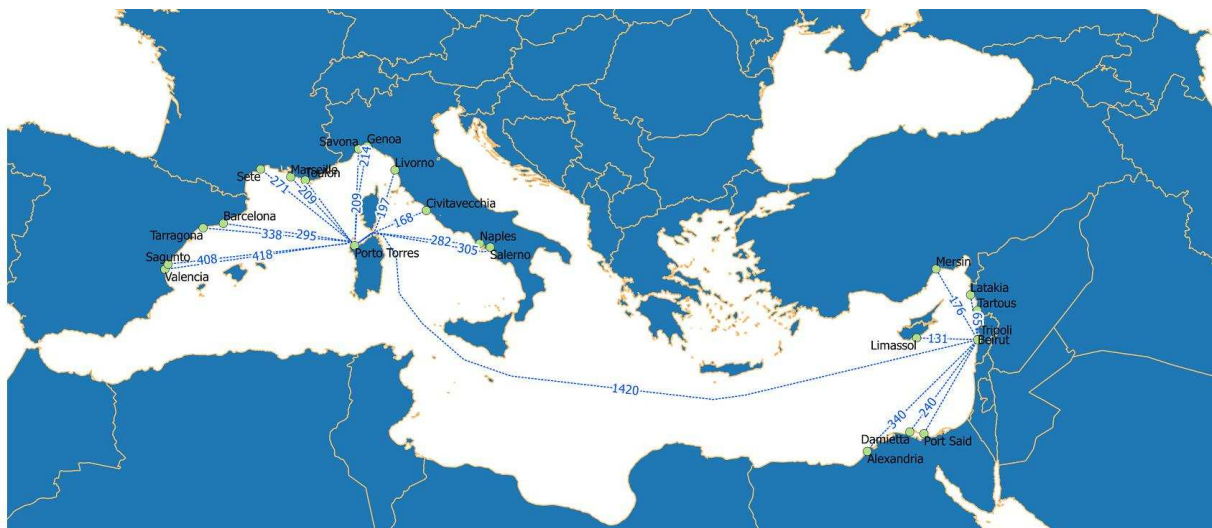 Savona
Genoa
214
Livorno
Marseille
Toulon
Sete
271
209
209
197
Civitavecchia
168
Barcelona
Tarragona
338
295
282
305
Naples
Salerno
Porto Torres
Sagunto
408
418
Valencia
Mersin
176
Latakia
Tartous
65
Tripoli
Beirut
Limassol
131
1420
340
240
Damietta
Port Said
Alexandria